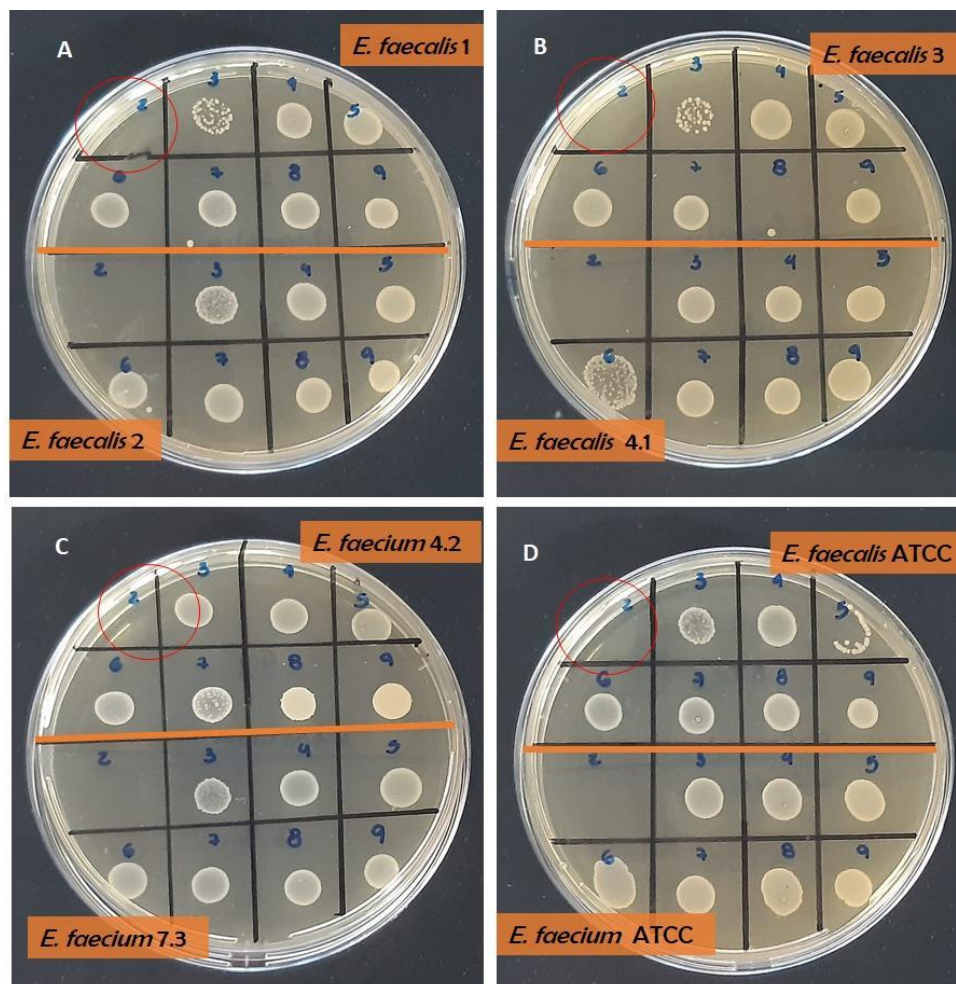 A
E. faecalis 1
2 3 4 5
6 7 8 9
2 3 4 5
6 7 8 9
E. faecalis 2
B
E. faecalis 3
2 3 4 5
6 7 8 9
2 3 4 5
6 7 8 9
E. faecalis 4.1
C
E. faecium 4.2
2 3 4 5
6 7 8 9
2 3 4 5
6 7 8 9
E. faecium 7.3
D
E. faecalis ATCC
2 3 4 5
6 7 8 9
2 3 4 5
6 7 8 9
E. faecium ATCC